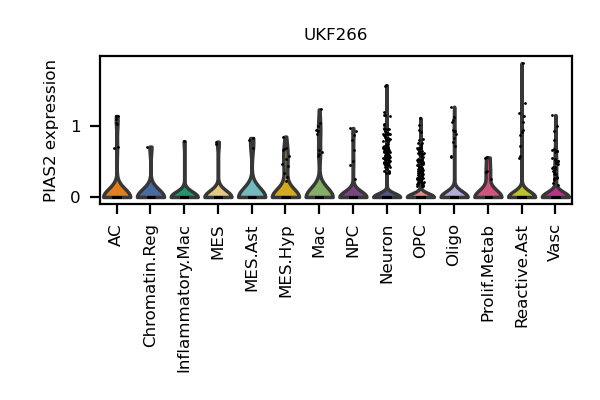 UKF266
PIAS2 expression
1
0
AC
Chromatin.Reg
Inflammatory.Mac
MES
MES.Ast
MES.Hyp
Mac
NPC
Neuron
OPC
Oligo
Prolif.Metab
Reactive.Ast
Vasc